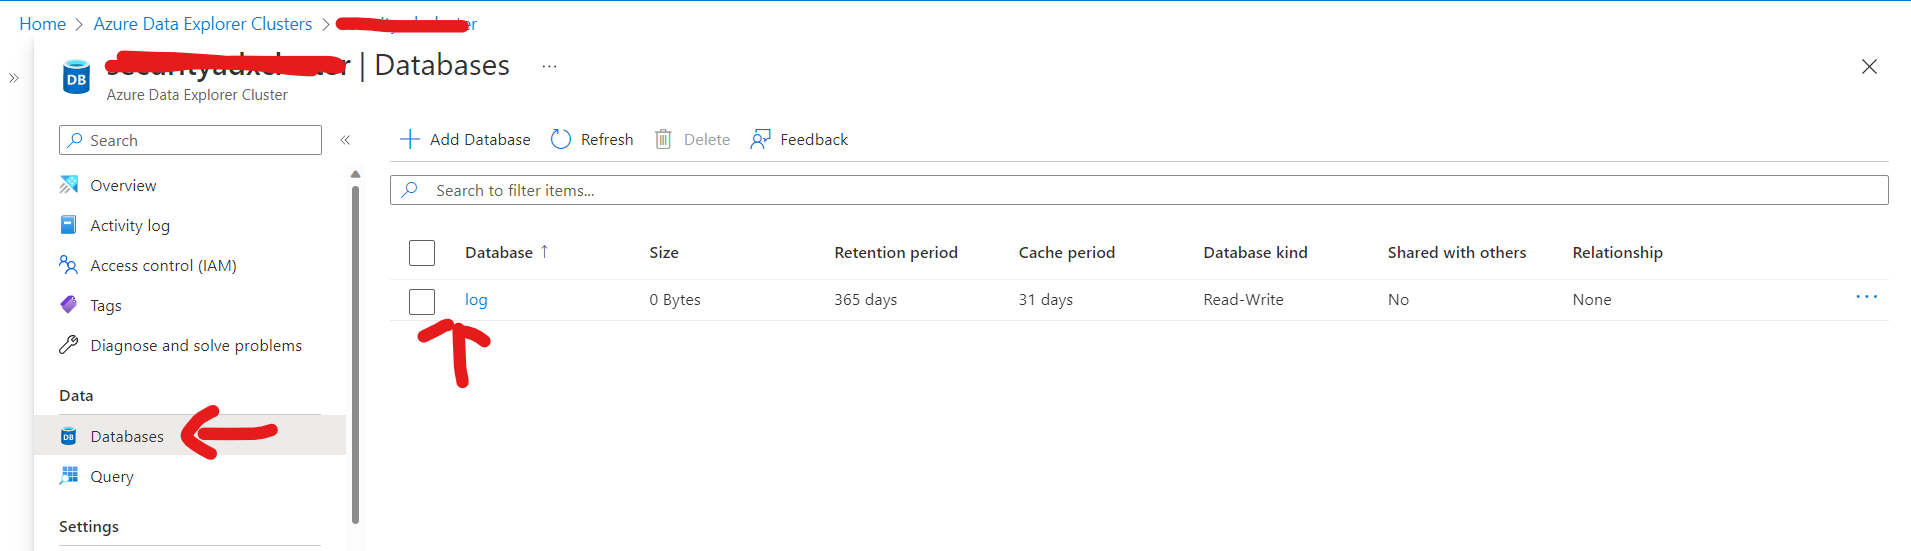 Home > Azure Data Explorer Clusters >
| Databases ...
Azure Data Explorer Cluster
Search
Overview
Activity log
Access control (IAM)
Tags
Diagnose and solve problems
Data
Databases
Query
Settings
Add Database Refresh Delete Feedback
Search to filter items...
Database ↑ Size Retention period Cache period Database kind Shared with others Relationship
log 0 Bytes 365 days 31 days Read-Write No None ...
DB
DB